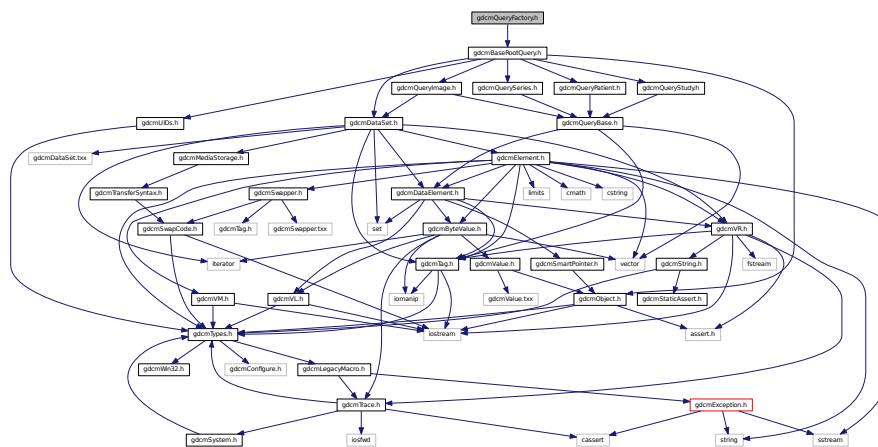 gdcmQueryFactory.h
gdcmBaseRootQuery.h
gdcmQueryImage.h
gdcmQuerySeries.h
gdcmQueryPatient.h
gdcmQueryStudy.h
gdcmUIDs.h
gdcmDataSet.h
gdcmQueryBase.h
gdcmDataSet.txx
gdcmMediaStorage.h
gdcmElement.h
gdcmTransferSyntax.h
gdcmSwapper.h
gdcmDataElement.h
limits
cmath
cstring
gdcmSwapCode.h
gdcmTag.h
gdcmSwapper.txx
set
gdcmByteValue.h
gdcmVR.h
iterator
gdcmTag.h
gdcmValue.h
gdcmSmartPointer.h
vector
gdcmString.h
fstream
gdcmVM.h
gdcmVL.h
iomanip
gdcmValue.txx
gdcmObject.h
gdcmStaticAssert.h
gdcmTypes.h
iostream
assert.h
gdcmWin32.h
gdcmConfigure.h
gdcmLegacyMacro.h
gdcmTrace.h
gdcmException.h
gdcmSystem.h
iosfwd
cassert
string
sstream